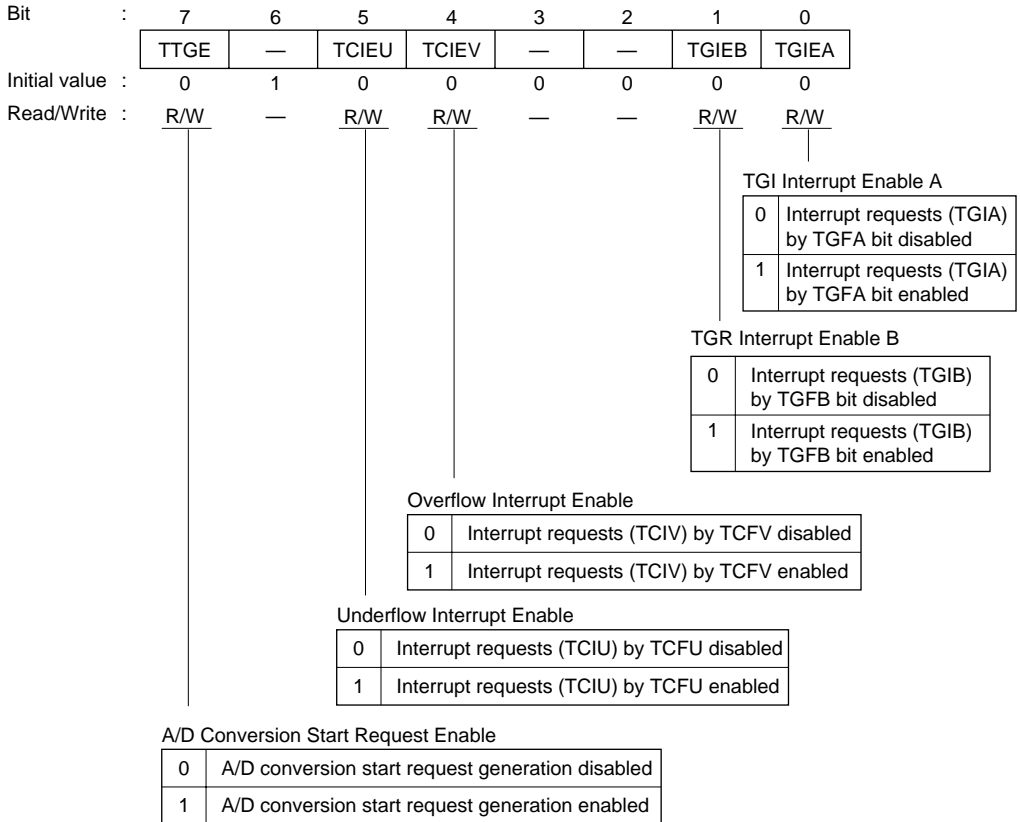 Bit : 7 6 5 4 3 2 1 0
TTGE — TCIEU TCIEV — — TGIEB TGIEA
Initial value : 0 1 0 0 0 0 0 0
Read/Write : R/W — R/W R/W — — R/W R/W
TGI Interrupt Enable A
0 Interrupt requests (TGIA)
by TGFA bit disabled
1 Interrupt requests (TGIA)
by TGFA bit enabled
TGR Interrupt Enable B
0 Interrupt requests (TGIB)
by TGFB bit disabled
1 Interrupt requests (TGIB)
by TGFB bit enabled
Overflow Interrupt Enable
0 Interrupt requests (TCIV) by TCFV disabled
1 Interrupt requests (TCIV) by TCFV enabled
Underflow Interrupt Enable
0 Interrupt requests (TCIU) by TCFU disabled
1 Interrupt requests (TCIU) by TCFU enabled
A/D Conversion Start Request Enable
0 A/D conversion start request generation disabled
1 A/D conversion start request generation enabled